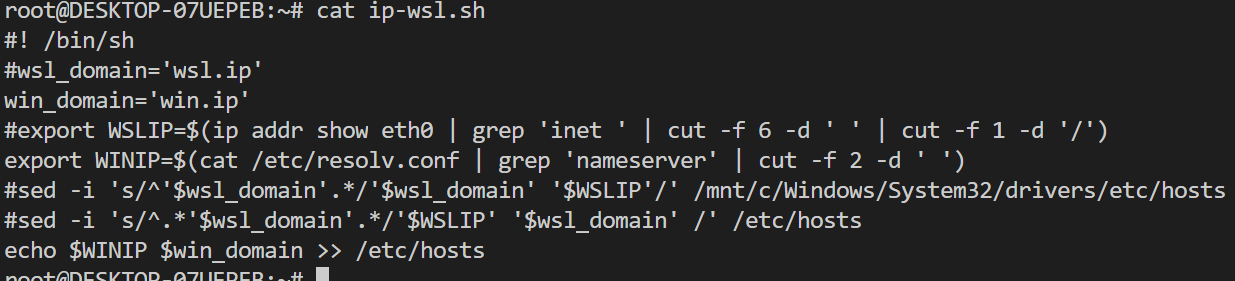 root@DESKTOP-07UEPEB:~# cat ip-wsl.sh
#! /bin/sh
#wsl_domain='wsl.ip'
win_domain='win.ip'
#export WSLIP=$(ip addr show eth0 | grep 'inet ' | cut -f 6 -d ' ' | cut -f 1 -d '/')
export WINIP=$(cat /etc/resolv.conf | grep 'nameserver' | cut -f 2 -d ' ')
#sed -i 's/^'$wsl_domain'.*/'$wsl_domain' '$WSLIP'/' /mnt/c/Windows/System32/drivers/etc/hosts
#sed -i 's/^.*'$wsl_domain'.*/'$WSLIP' '$wsl_domain' /' /etc/hosts
echo $WINIP $win_domain >> /etc/hosts
root@DESKTOP-07UEPEB:~#